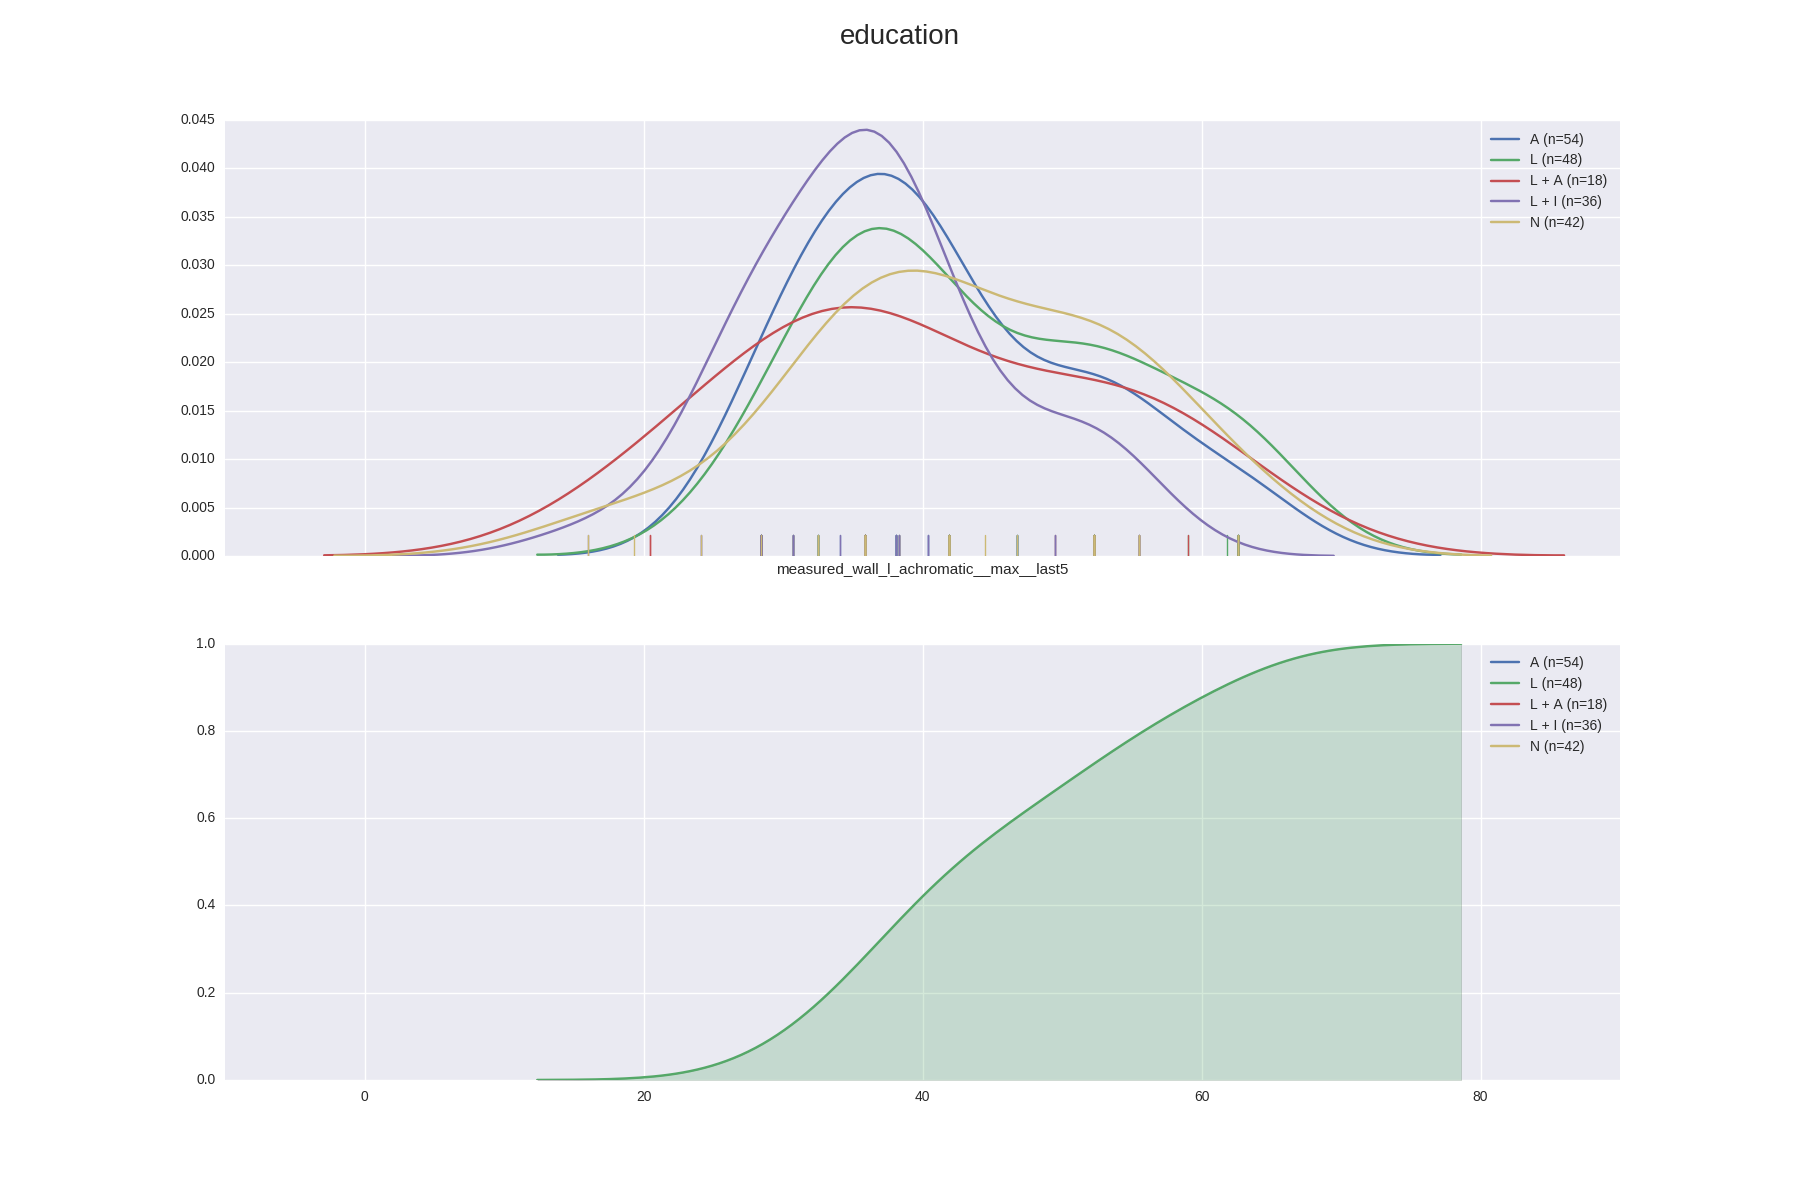 education
0.045
0.040
0.035
0.030
0.025
0.020
0.015
0.010
0.005
0.000
A (n=54)
L (n=48)
L + A (n=18)
L + I (n=36)
N (n=42)
measured_wall_l_achromatic__max__last5
1.0
0.8
0.6
0.4
0.2
0.0
A (n=54)
L (n=48)
L + A (n=18)
L + I (n=36)
N (n=42)
0 20 40 60 80